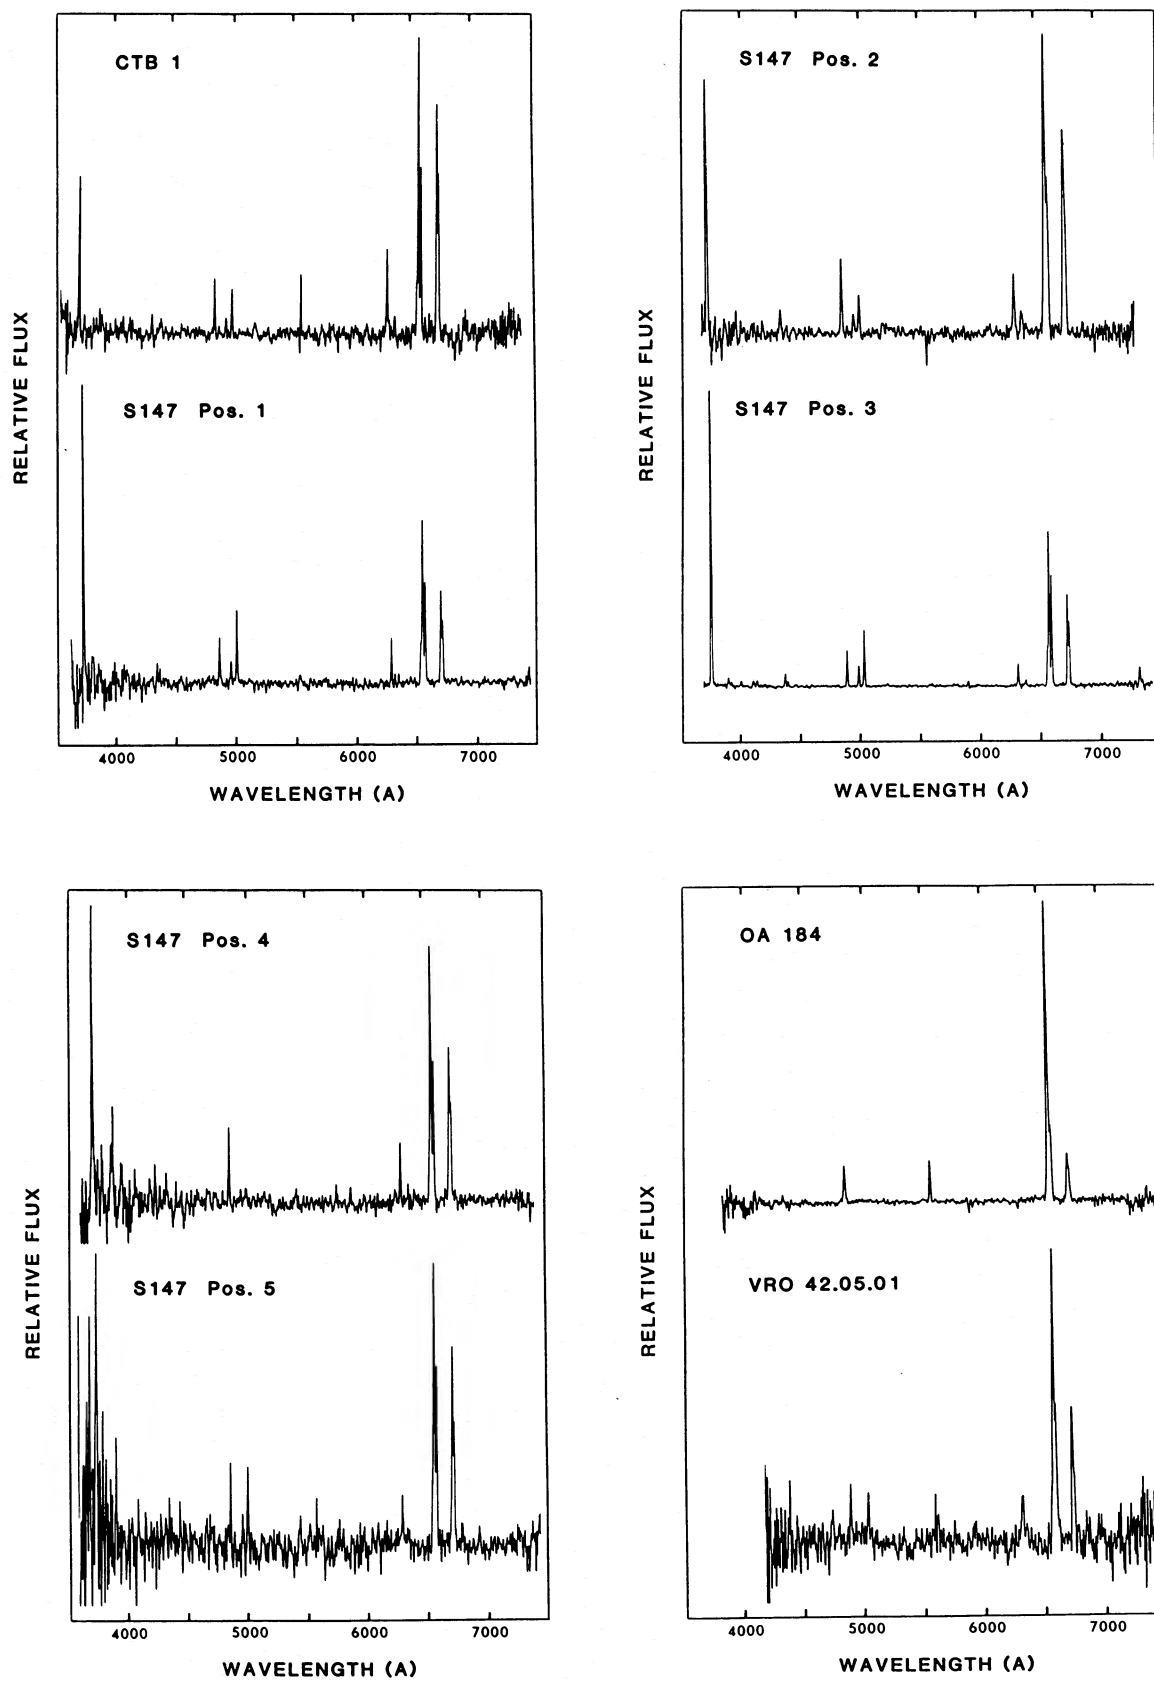 CTB 1
S147 Pos. 1
RELATIVE FLUX
4000 5000 6000 7000
WAVELENGTH (A)
S147 Pos. 2
S147 Pos. 3
RELATIVE FLUX
4000 5000 6000 7000
WAVELENGTH (A)
S147 Pos. 4
S147 Pos. 5
RELATIVE FLUX
4000 5000 6000 7000
WAVELENGTH (A)
OA 184
VRO 42.05.01
RELATIVE FLUX
4000 5000 6000 7000
WAVELENGTH (A)